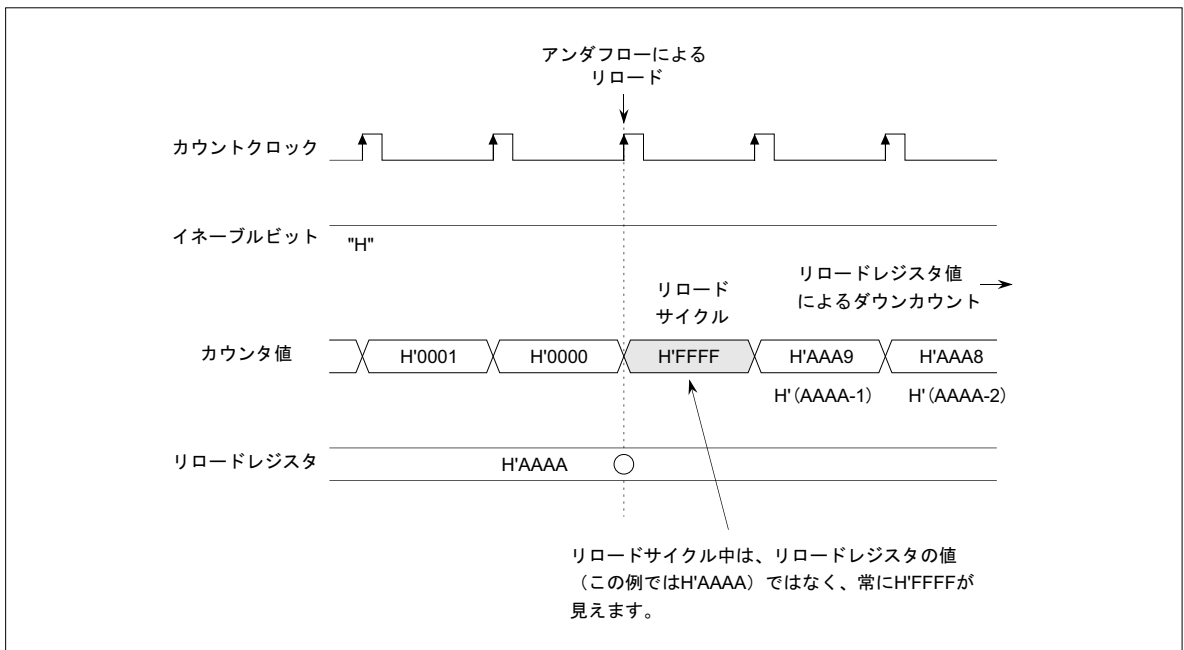 アンダフローによる
リロード
カウントクロック
イネーブルビット
"H"
リロードレジスタ値
によるダウンカウント
リロード
サイクル
カウンタ値
H'0001
H'0000
H'FFFF
H'AAA9
H'AAA8
H'（AAAA-1）
H'（AAAA-2）
リロードレジスタ
H'AAAA
リロードサイクル中は、リロードレジスタの値
（この例ではH'AAAA）ではなく、常にH'FFFFが
見えます。